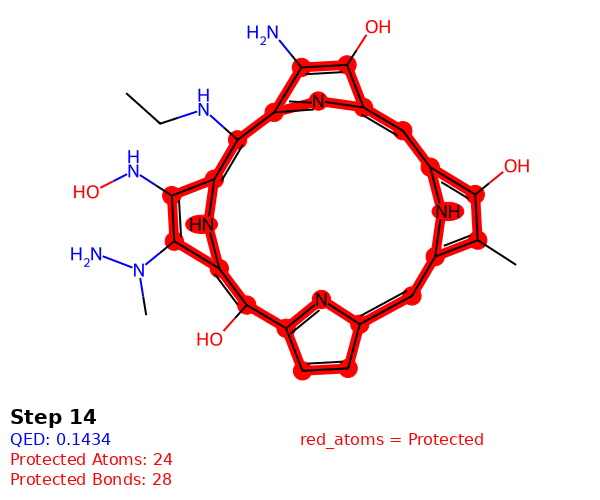 H₂N
OH
H
N
N
H
N
HO
HN
NH
OH
H₂N
N
N
HO
Step 14
QED: 0.1434
Protected Atoms: 24
Protected Bonds: 28
red_atoms = Protected